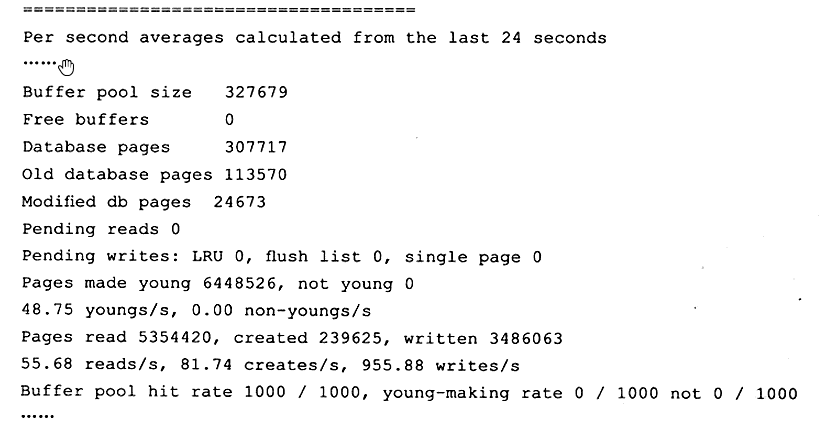 =====================================
Per second averages calculated from the last 24 seconds
······
Buffer pool size   327679
Free buffers       0
Database pages     307717
Old database pages 113570
Modified db pages  24673
Pending reads 0
Pending writes: LRU 0, flush list 0, single page 0
Pages made young 6448526, not young 0
48.75 youngs/s, 0.00 non-youngs/s
Pages read 5354420, created 239625, written 3486063
55.68 reads/s, 81.74 creates/s, 955.88 writes/s
Buffer pool hit rate 1000 / 1000, young-making rate 0 / 1000 not 0 / 1000
······